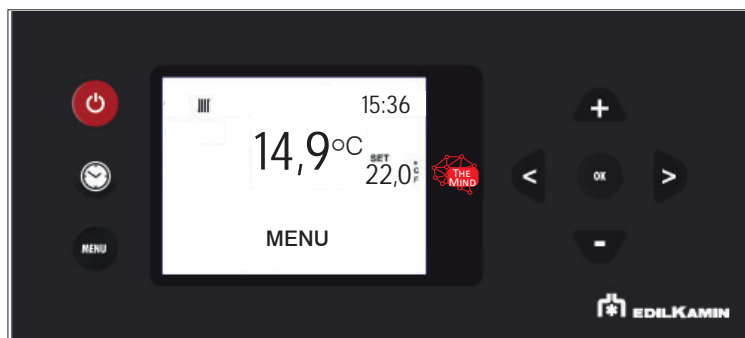 15:36
14,9°C
SET
22,0 °C °F
MENU
MENU
THE
MIND
+
< OK >
-
EDILKAMIN